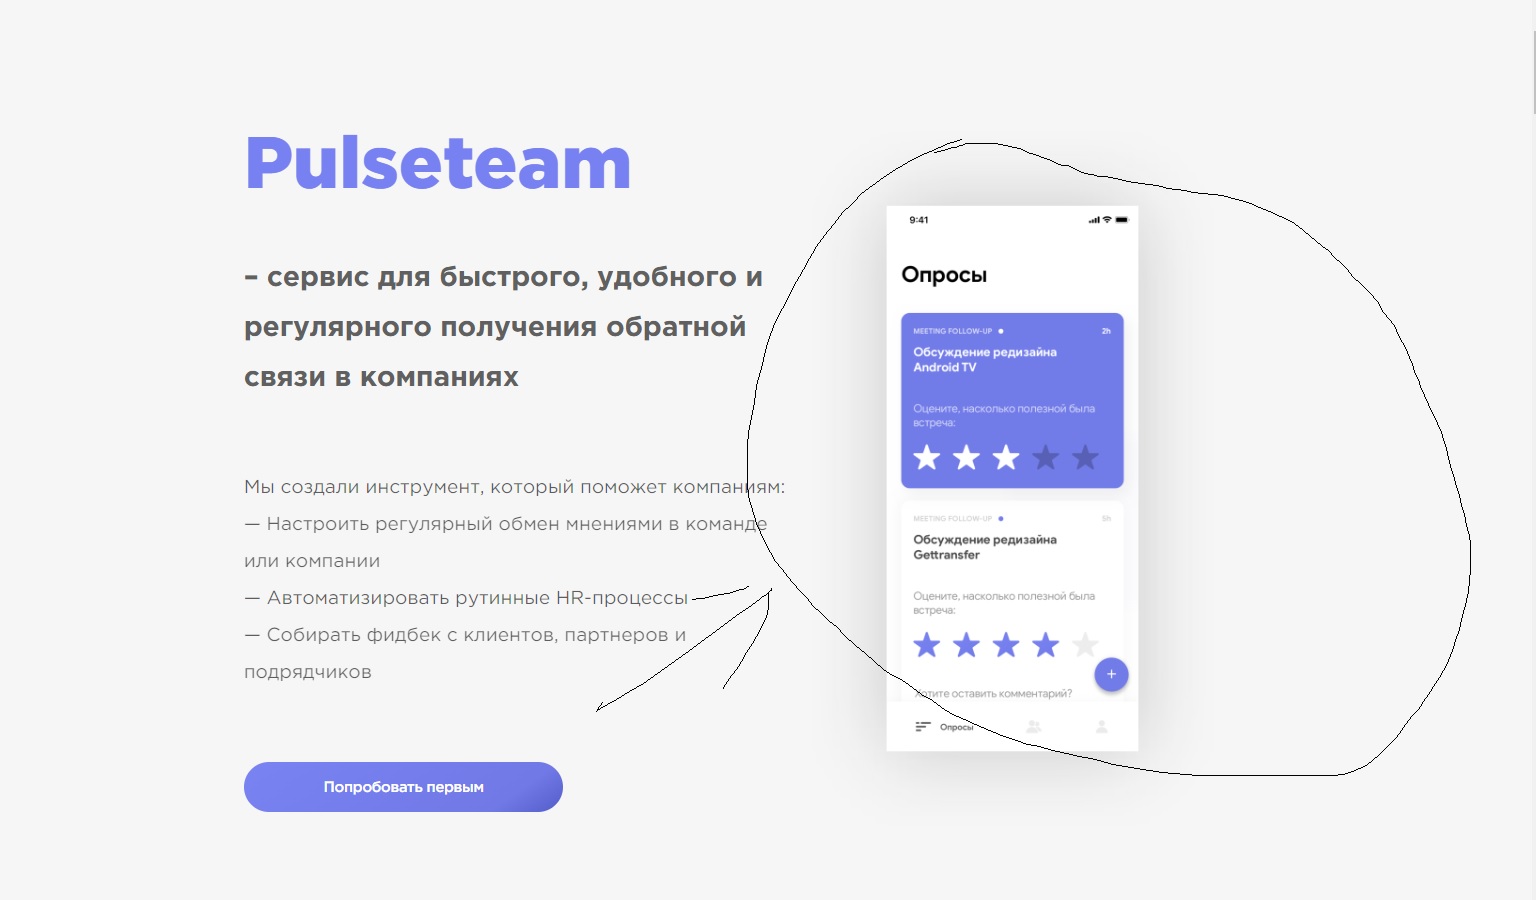 Pulseteam
– сервис для быстрого, удобного и
регулярного получения обратной
связи в компаниях
Мы создали инструмент, который поможет компаниям:
— Настроить регулярный обмен мнениями в команде
или компании
— Автоматизировать рутинные HR-процессы
— Собирать фидбек с клиентов, партнеров и
подрядчиков
Попробовать первым
9:41
Опросы
MEETING FOLLOW-UP 2h
Обсуждение редизайна
Android TV
Оцените, насколько полезной была
встреча:
MEETING FOLLOW-UP 5h
Обсуждение редизайна
Gettransfer
Оцените, насколько полезной была
встреча:
Хотите оставить комментарий?
Опросы